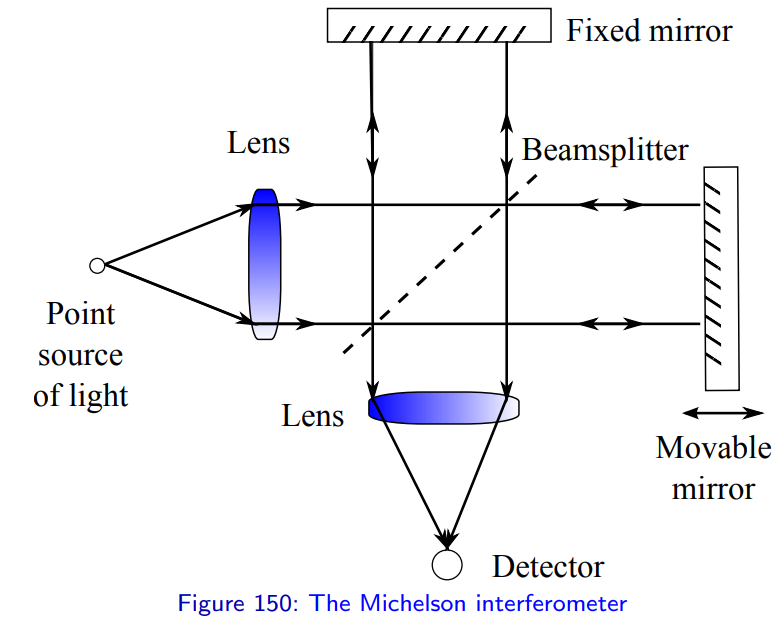 Fixed mirror
Lens
Beamsplitter
Point
source
of light
Lens
Movable
mirror
Detector
Figure 150: The Michelson interferometer